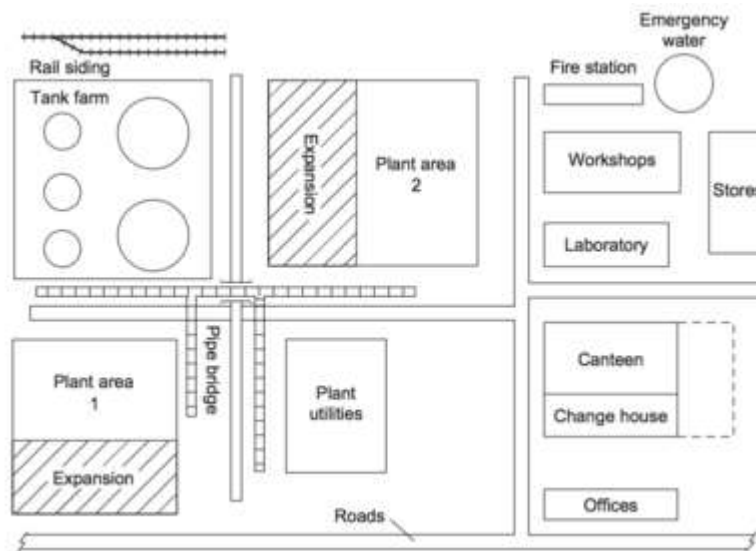 Emergency
water
Rail siding
Fire station
Tank farm
Expansion
Plant area
2
Workshops
Stores
Laboratory
Pipe bridge
Plant area
1
Plant
utilities
Canteen
Change house
Expansion
Offices
Roads